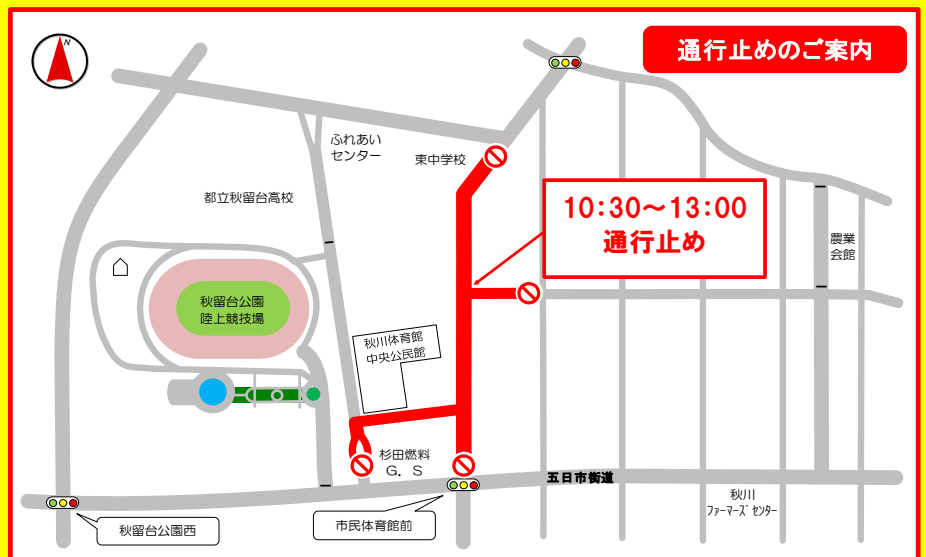 N
通行止めのご案内
ふれあい
センター
東中学校
都立秋留台高校
10:30～13:00
通行止め
農業
会館
秋留台公園
陸上競技場
秋川体育館
中央公民館
杉田燃料
G．S
五日市街道
秋川
ﾌｧｰﾏｰｽﾞｾﾝﾀｰ
市民体育館前
秋留台公園西